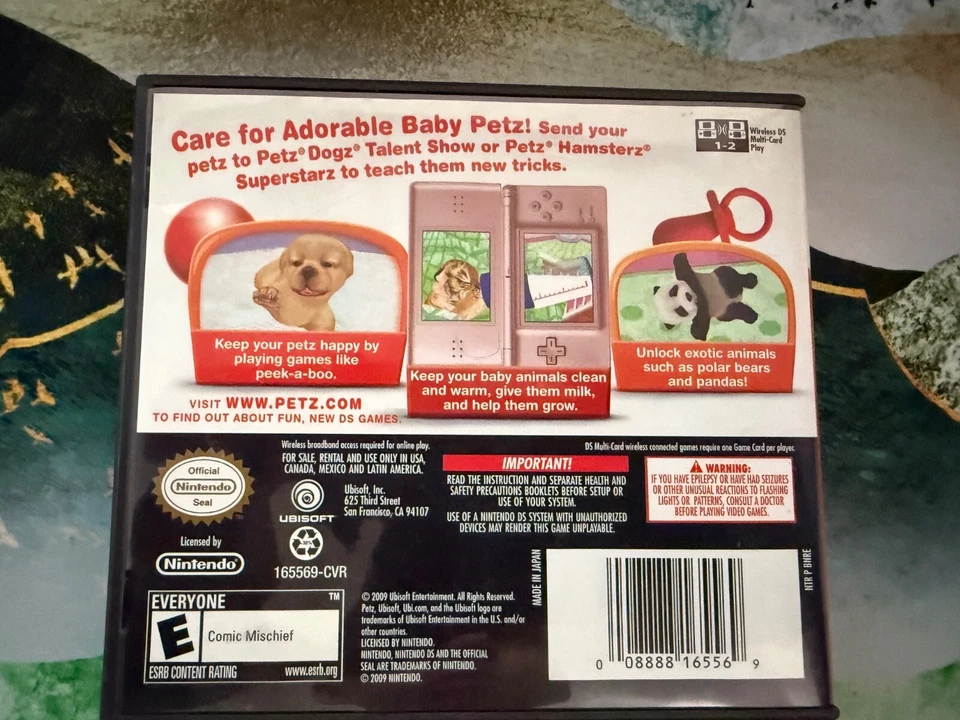 Care for Adorable Baby Petz! Send your
petz to Petz® Dogz® Talent Show or Petz® Hamsterz®
Superstarz to teach them new tricks.
1-2
Wireless DS
Multi-Card
Play
Keep your petz happy by
playing games like
peek-a-boo.
Keep your baby animals clean
and warm, give them milk,
and help them grow.
Unlock exotic animals
such as polar bears
and pandas!
VISIT WWW.PETZ.COM
TO FIND OUT ABOUT FUN, NEW DS GAMES.
Wireless broadband access required for online play.
DS Multi-Card wireless connected games require one Game Card per player.
FOR SALE, RENTAL AND USE ONLY IN USA,
CANADA, MEXICO AND LATIN AMERICA.
Official
Nintendo
Seal
UBISOFT
Ubisoft, Inc.
625 Third Street
San Francisco, CA 94107
IMPORTANT!
READ THE INSTRUCTION AND SEPARATE HEALTH AND
SAFETY PRECAUTIONS BOOKLETS BEFORE SETUP OR
USE OF YOUR SYSTEM.
USE OF A NINTENDO DS SYSTEM WITH UNAUTHORIZED
DEVICES MAY RENDER THIS GAME UNPLAYABLE.
WARNING:
IF YOU HAVE EPILEPSY OR HAVE HAD SEIZURES
OR OTHER UNUSUAL REACTIONS TO FLASHING
LIGHTS OR PATTERNS, CONSULT A DOCTOR
BEFORE PLAYING VIDEO GAMES.
Licensed by
Nintendo
165569-CVR
EVERYONE
TM
E
Comic Mischief
ESRB CONTENT RATING www.esrb.org
© 2009 Ubisoft Entertainment. All Rights Reserved.
Petz, Ubisoft, Ubi.com, and the Ubisoft logo are
trademarks of Ubisoft Entertainment in the U.S. and/or
other countries.
LICENSED BY NINTENDO.
NINTENDO, NINTENDO DS AND THE OFFICIAL
SEAL ARE TRADEMARKS OF NINTENDO.
© 2009 NINTENDO.
MADE IN JAPAN
0 08888 16556 9
NTR P BNRE